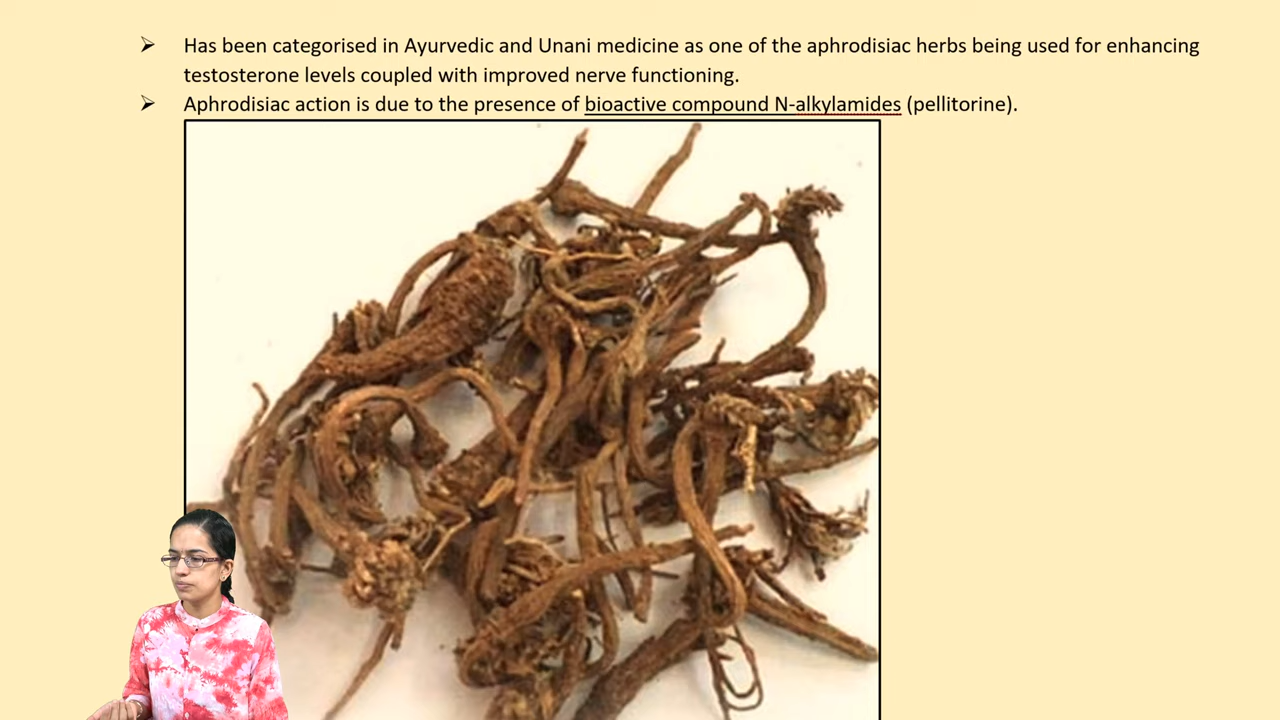 ➢ Has been categorised in Ayurvedic and Unani medicine as one of the aphrodisiac herbs being used for enhancing
testosterone levels coupled with improved nerve functioning.
➢ Aphrodisiac action is due to the presence of bioactive compound N-alkylamides (pellitorine).